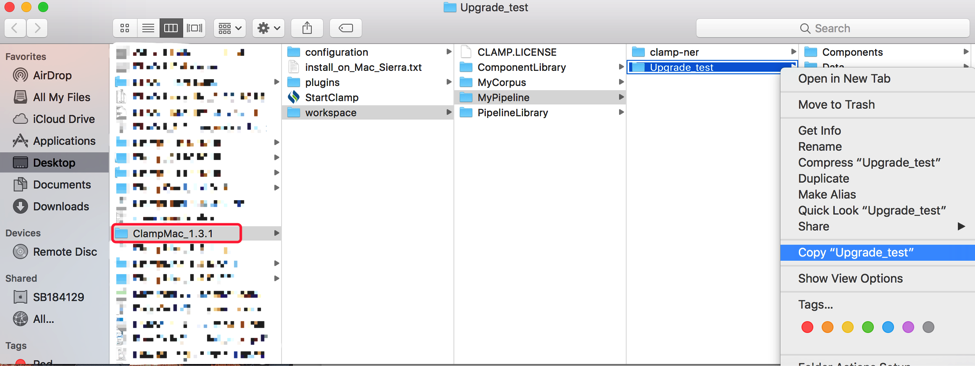 Upgrade_test
Search
Favorites
AirDrop
All My Files
iCloud Drive
Applications
Desktop
Documents
Downloads
Devices
Remote Disc
Shared
SB184129
All...
Tags
Red
ClampMac_1.3.1
configuration
install_on_Mac_Sierra.txt
plugins
StartClamp
workspace
CLAMP.LICENSE
ComponentLibrary
MyCorpus
MyPipeline
PipelineLibrary
clamp-ner
Upgrade_test
Components
Data
Open in New Tab
Move to Trash
Get Info
Rename
Compress “Upgrade_test”
Duplicate
Make Alias
Quick Look “Upgrade_test”
Share
Copy “Upgrade_test”
Show View Options
Tags...
Folder Actions Setup